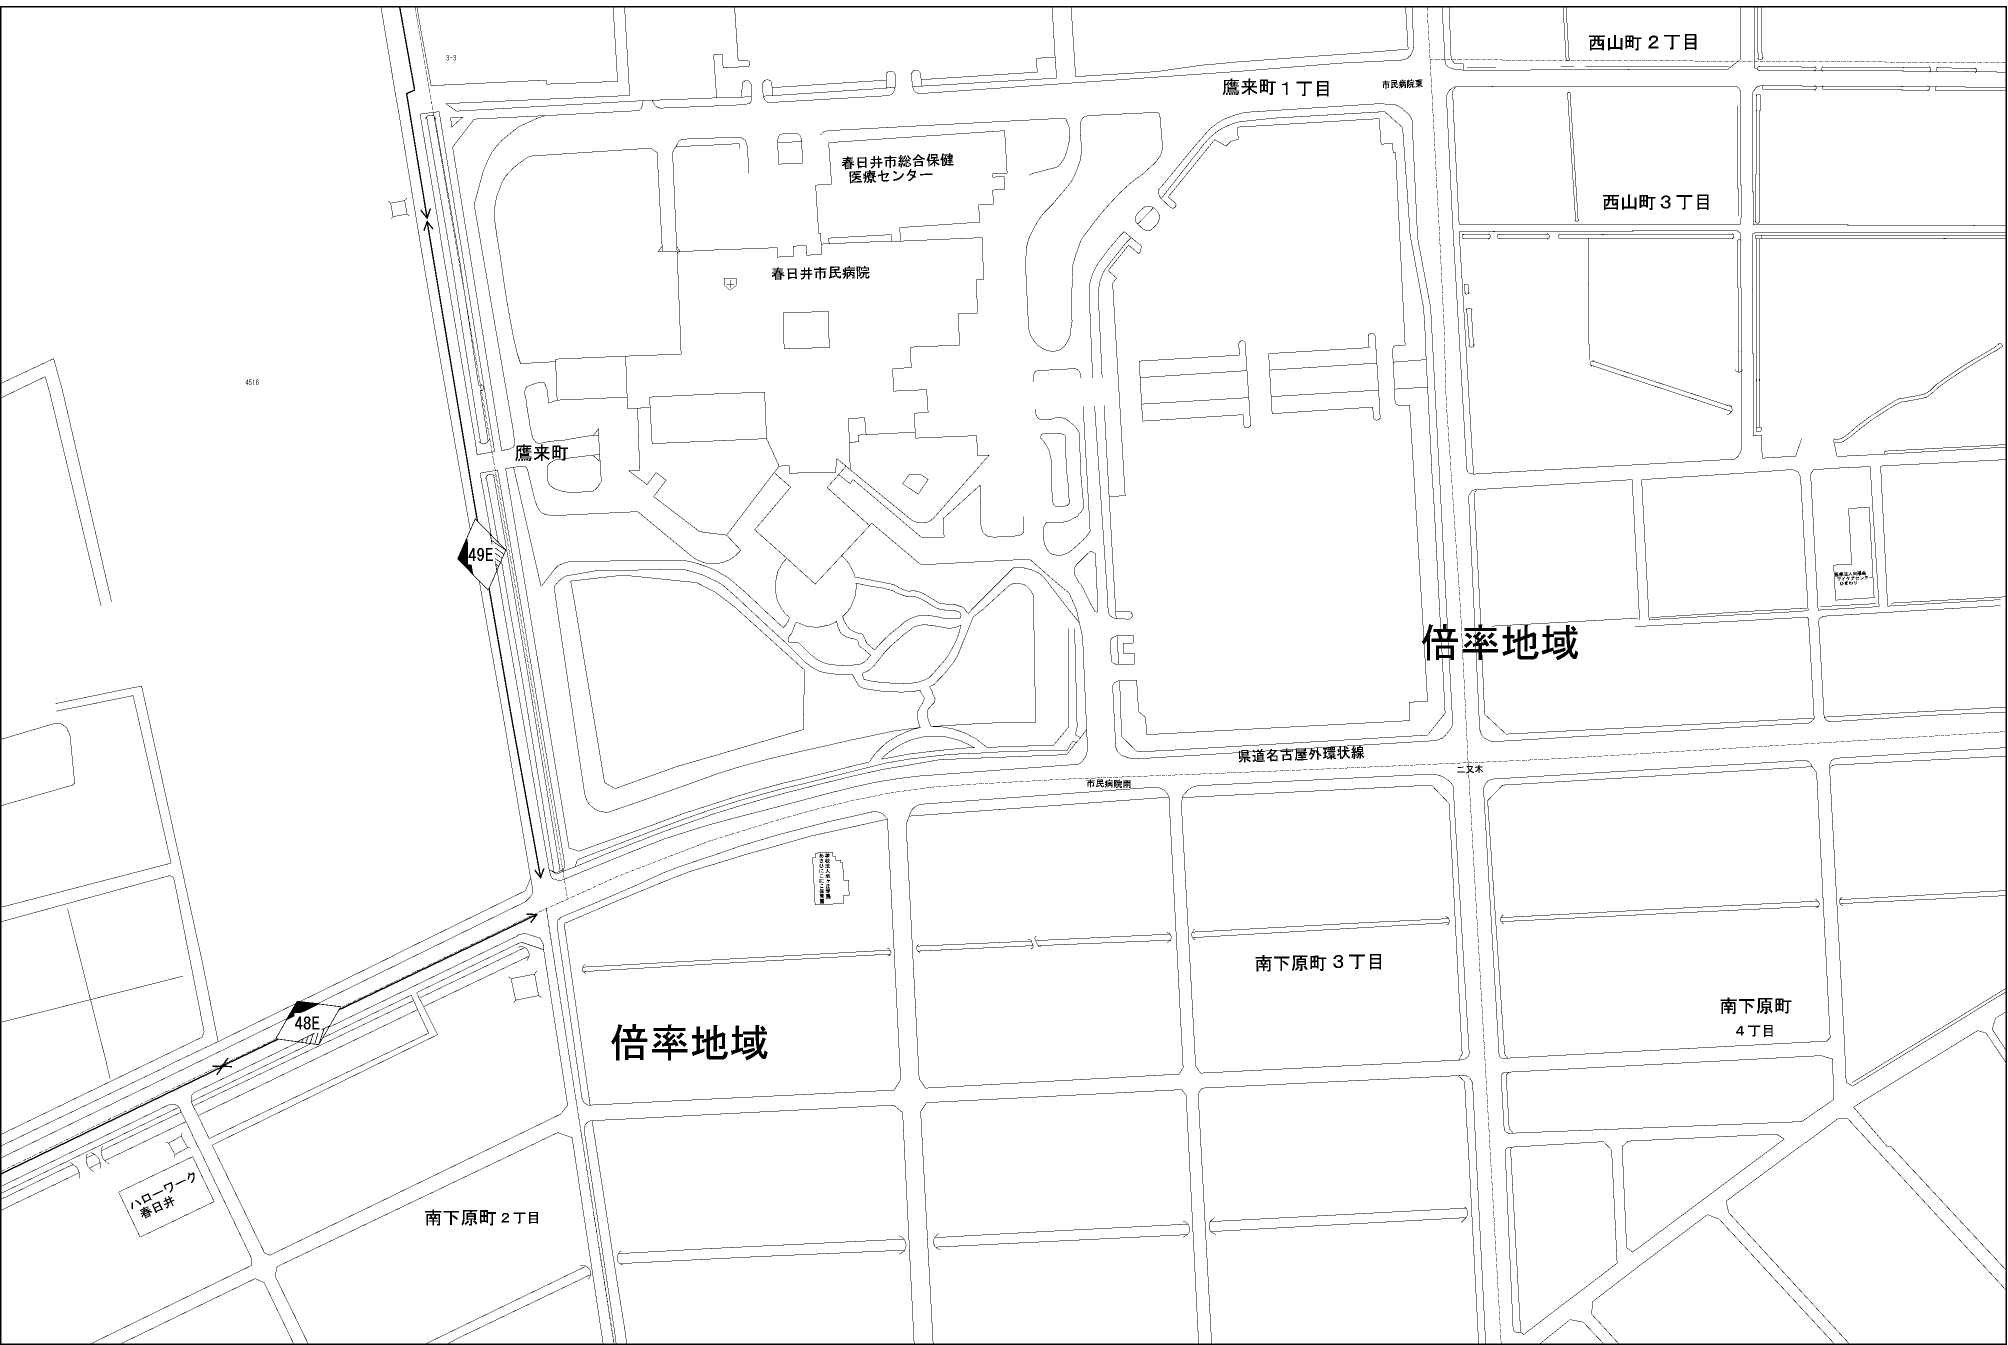 西山町２丁目
3-3
鷹来町１丁目
市民病院東
春日井市総合保健
医療センター
西山町３丁目
春日井市民病院
4516
鷹来町
49E
倍率地域
県道名古屋外環状線
二又木
市民病院南
南下原町３丁目
南下原町
４丁目
48E
倍率地域
ハローワーク
春日井
南下原町２丁目